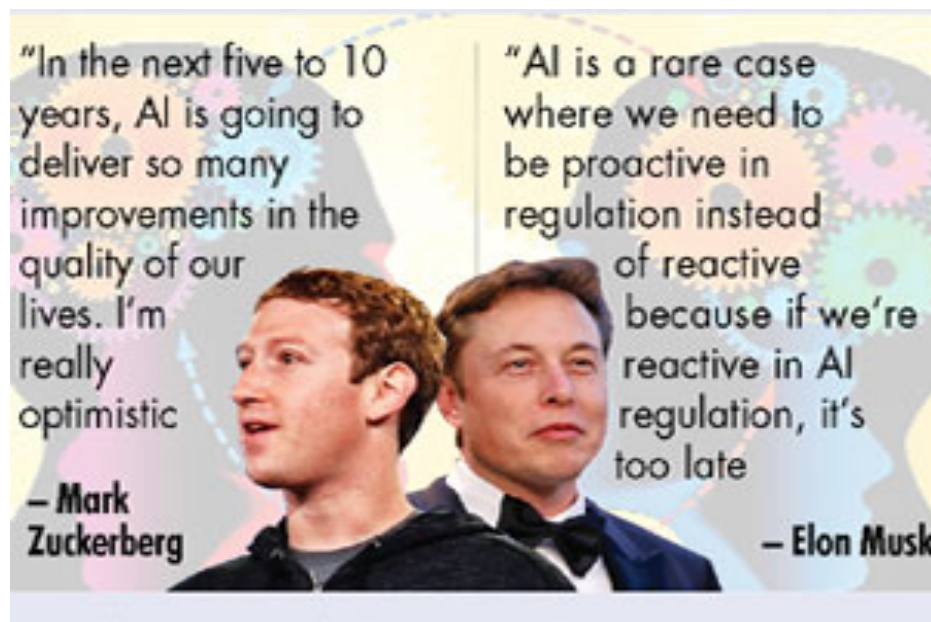 “In the next five to 10
years, AI is going to
deliver so many
improvements in the
quality of our
lives. I’m
really
optimistic
– Mark
Zuckerberg
“AI is a rare case
where we need to
be proactive in
regulation instead
of reactive
because if we’re
reactive in AI
regulation, it’s
too late
– Elon Musk